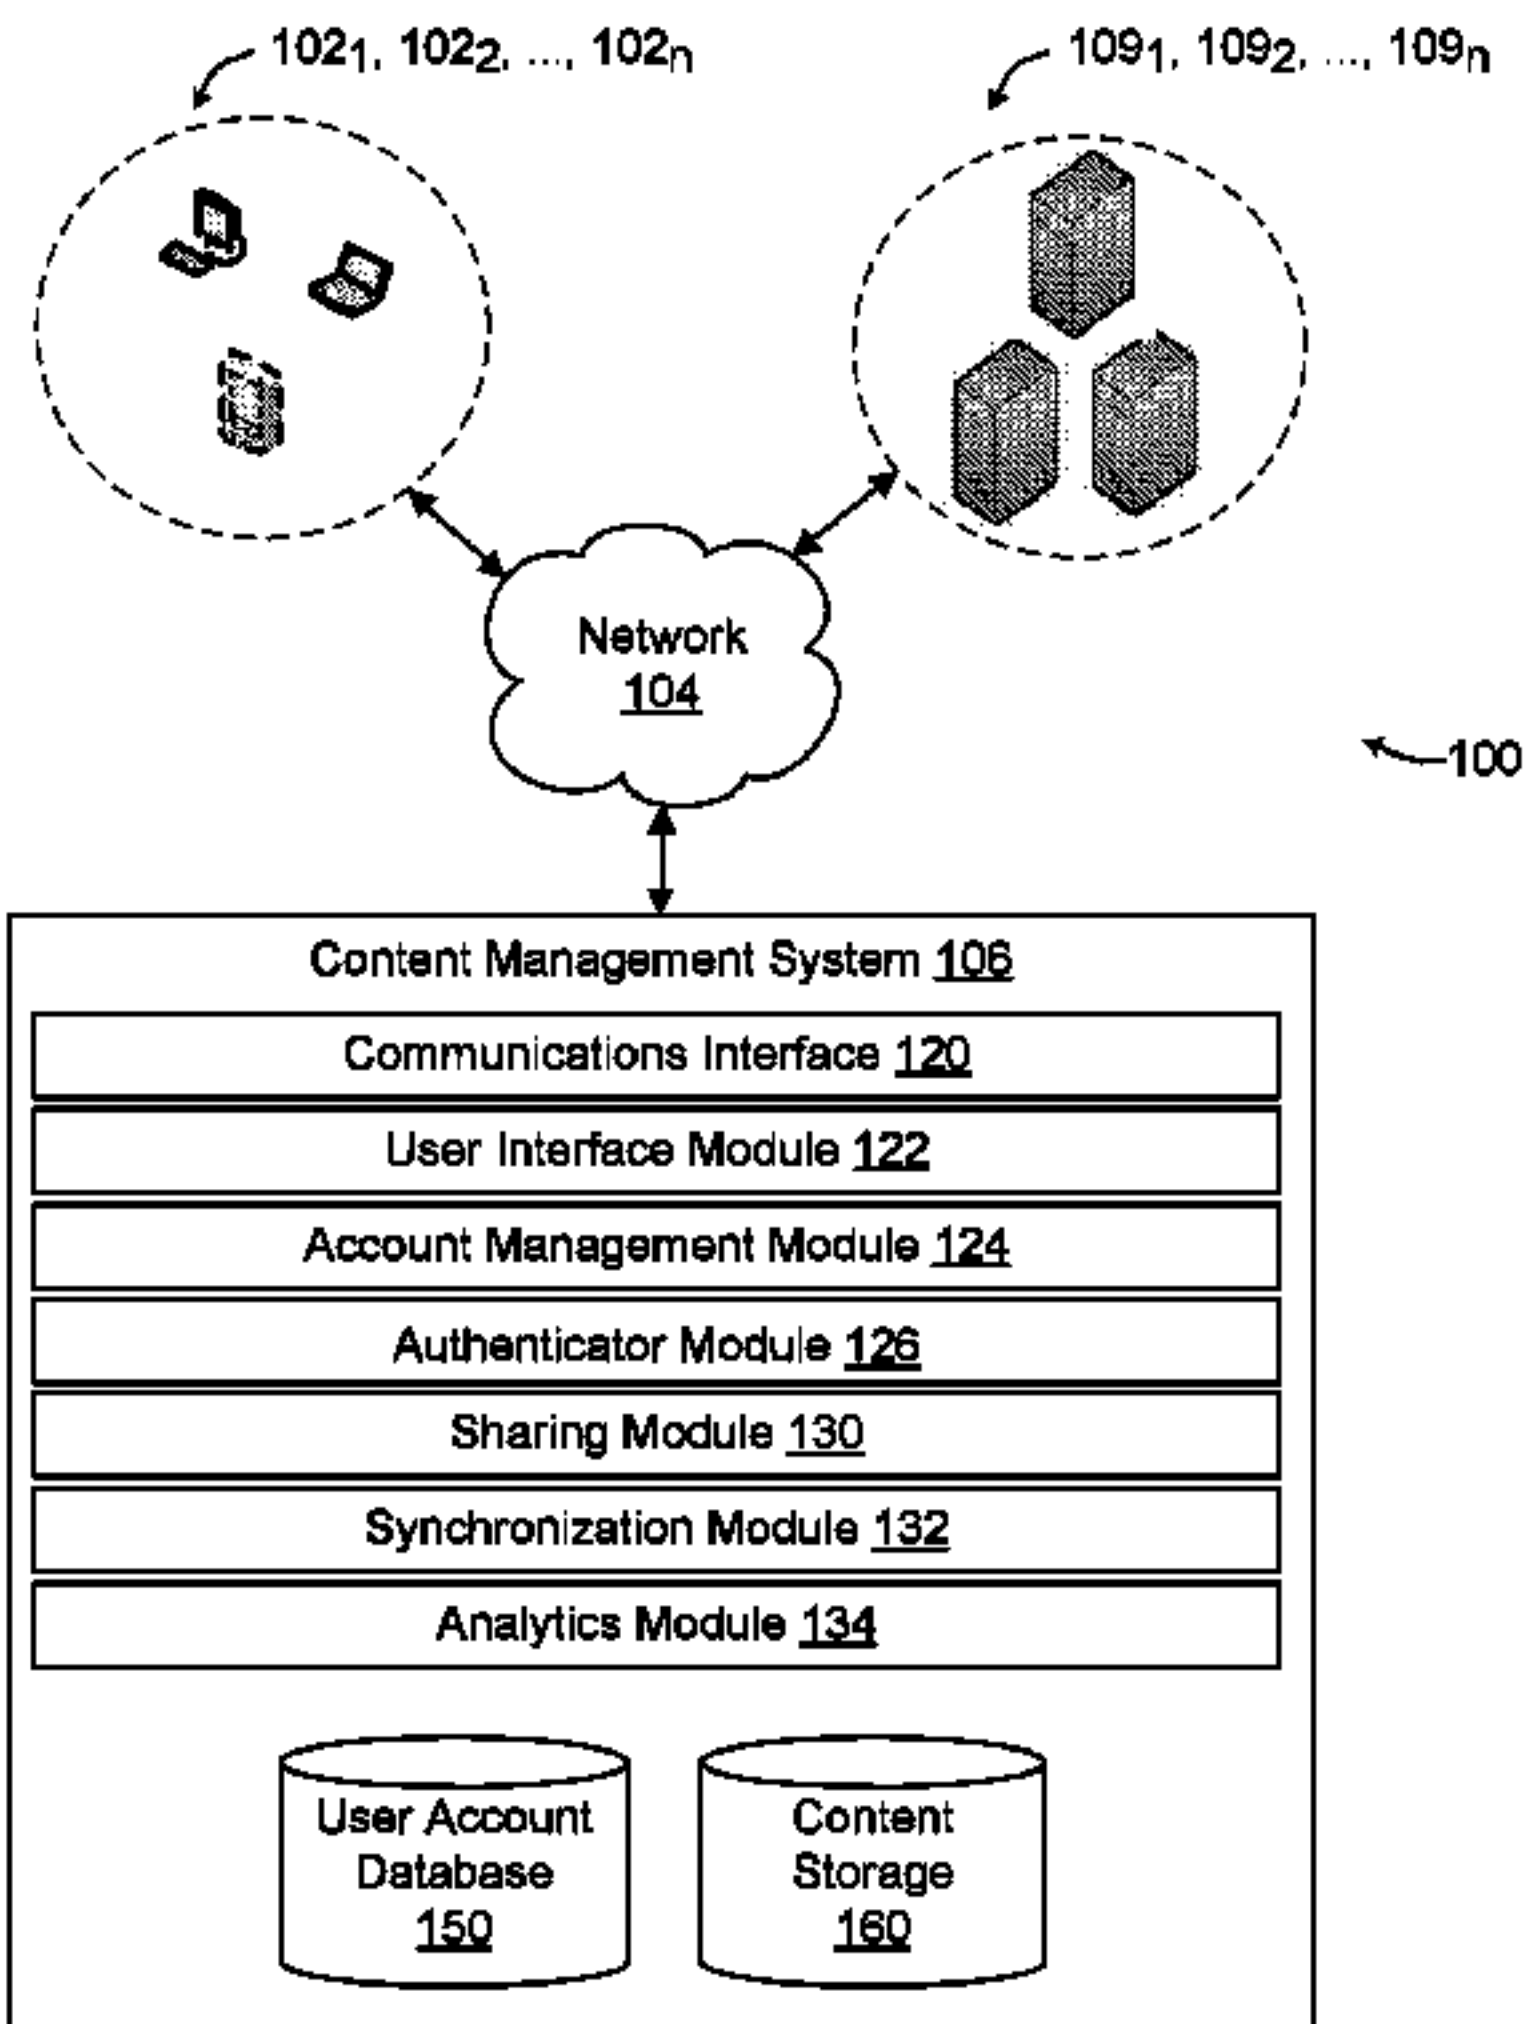 102₁, 102₂, ..., 102ₙ
109₁, 109₂, ..., 109ₙ
Network
104
100
Content Management System 106
Communications Interface 120
User Interface Module 122
Account Management Module 124
Authenticator Module 126
Sharing Module 130
Synchronization Module 132
Analytics Module 134
User Account
Database
150
Content
Storage
160